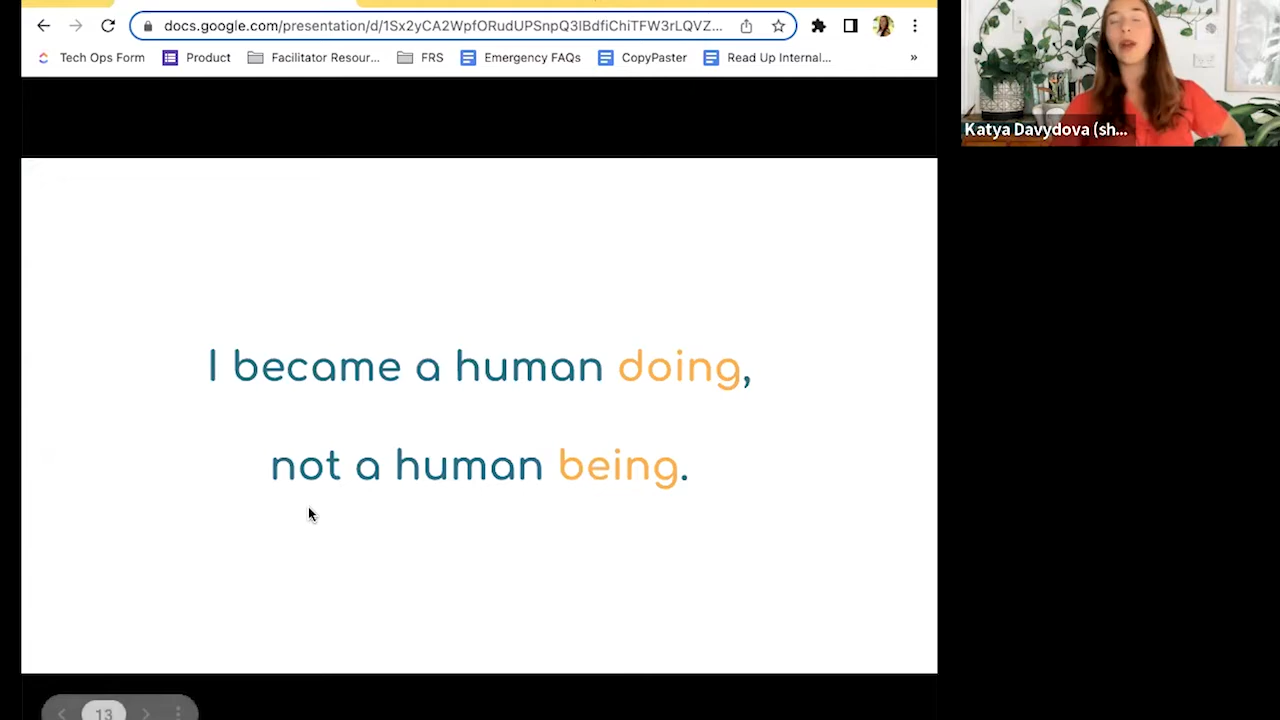 docs.google.com/presentation/d/1Sx2yCA2WpfORudUPSnpQ3lBdfiChiTFW3rLQVZ...
Tech Ops Form Product Facilitator Resour... FRS Emergency FAQs CopyPaster Read Up Internal... »
Katya Davydova (sh...
I became a human doing,
not a human being.
13